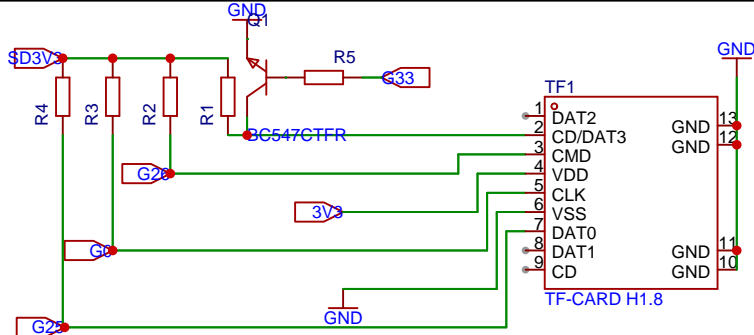 GND
Q1
SD3V3
R5
G33
GND
R4
R3
R2
R1
TF1
1
DAT2
13
GND
BC547CTFR
2
CD/DAT3
12
GND
3
CMD
G26
4
VDD
5
CLK
3V3
6
VSS
7
DAT0
G0
8
DAT1
11
GND
9
CD
10
GND
TF-CARD H1.8
GND
G25